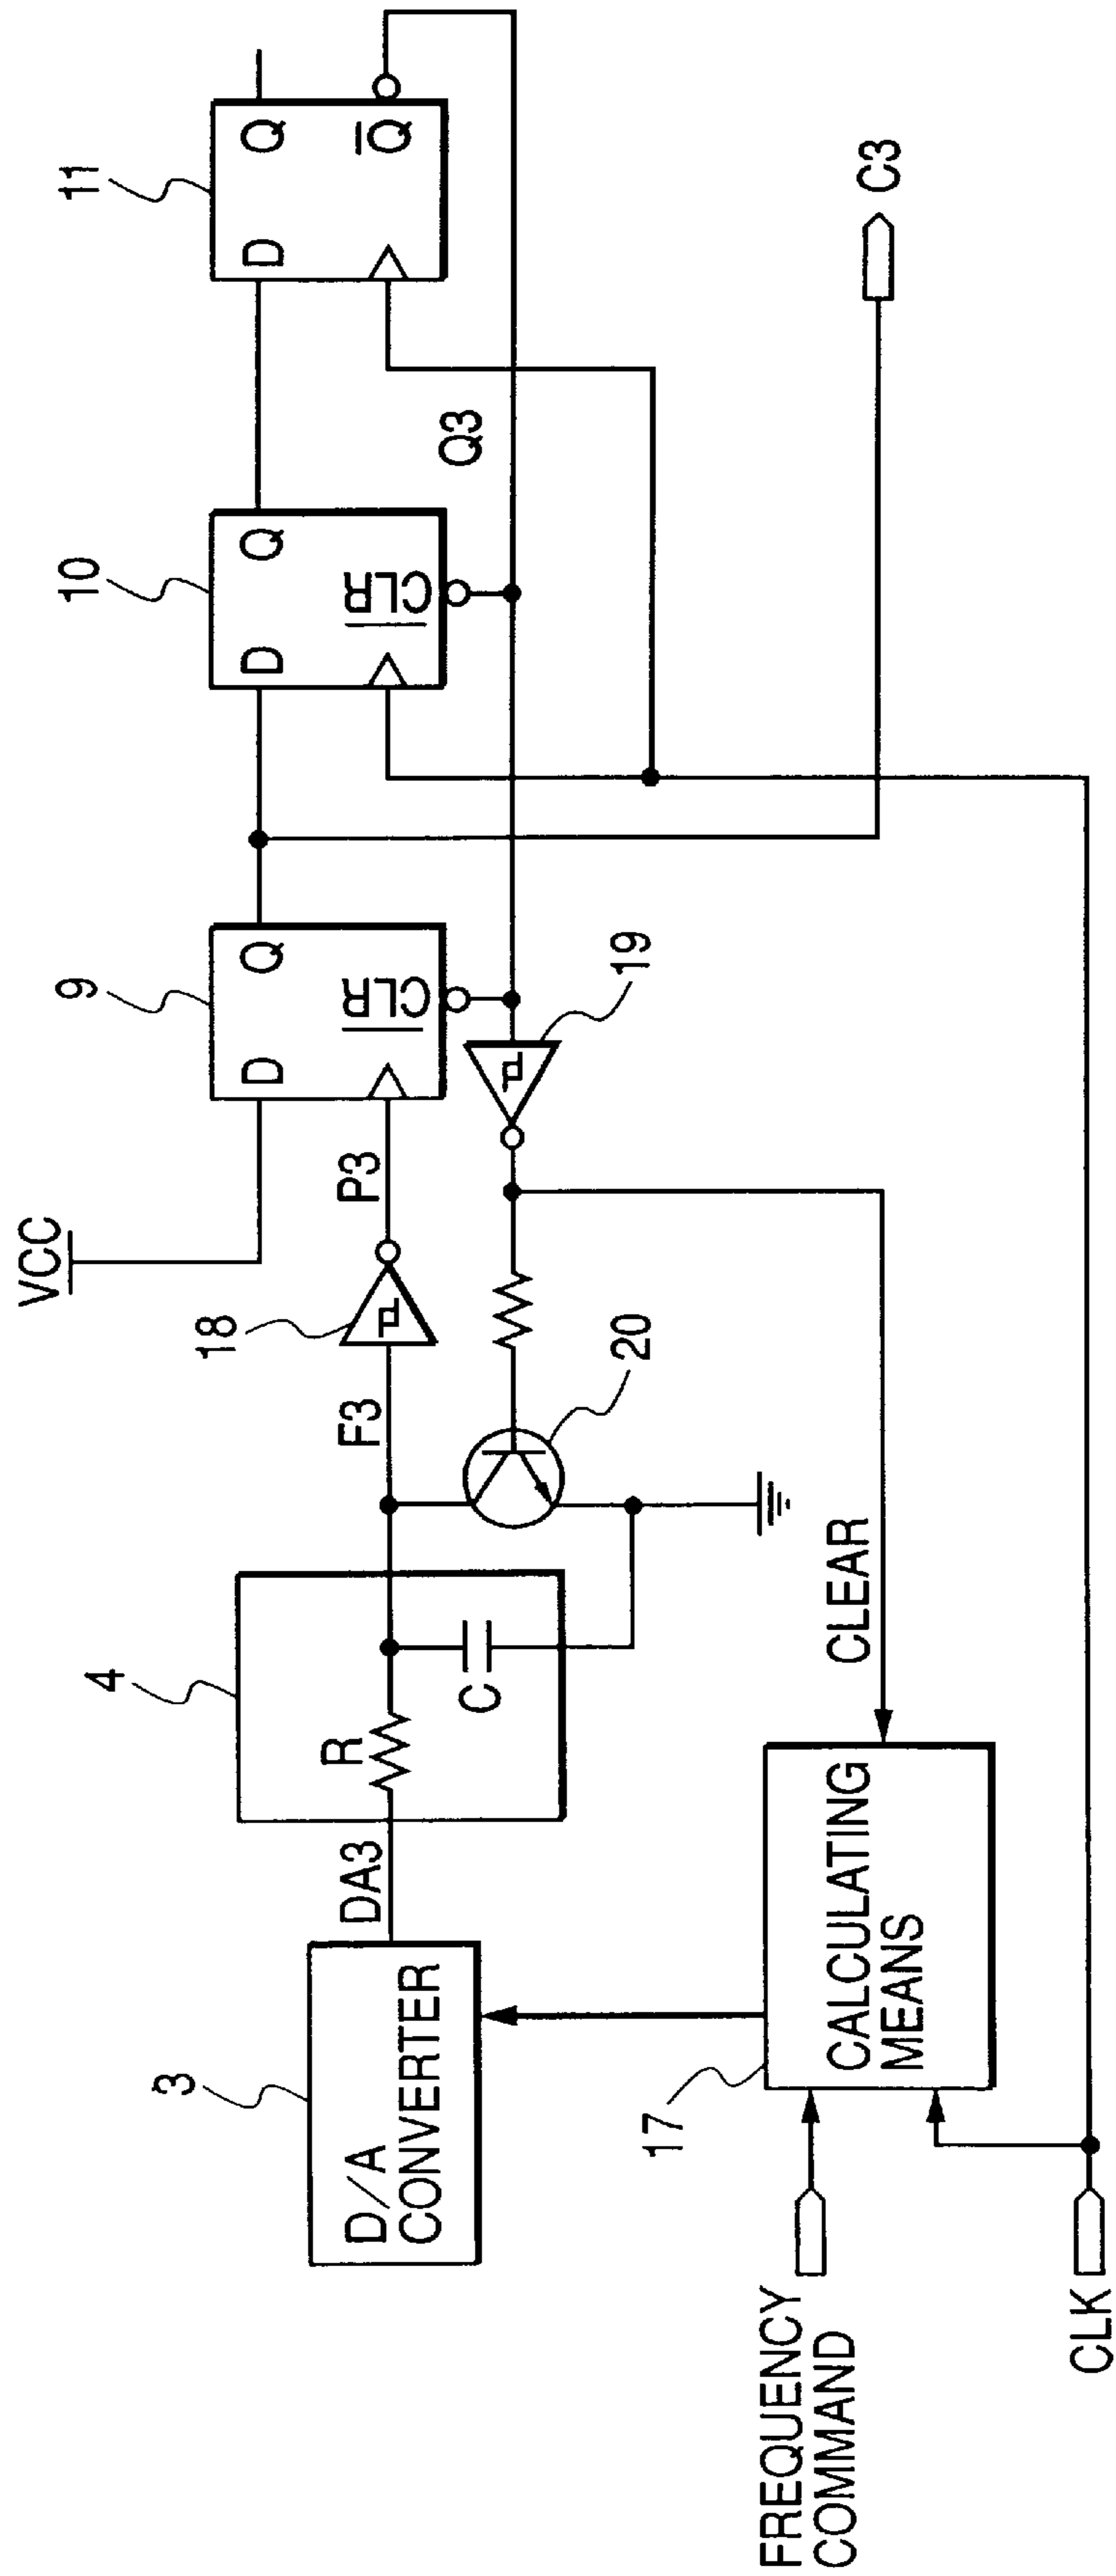 VCC
9
10
11
D
Q
CLR
D
Q
CLR
D
Q
Q
18
P3
F3
Q3
19
20
4
R
C
DA3
3
D/A
CONVERTER
C3
CLEAR
17
CALCULATING
MEANS
FREQUENCY
COMMAND
CLK